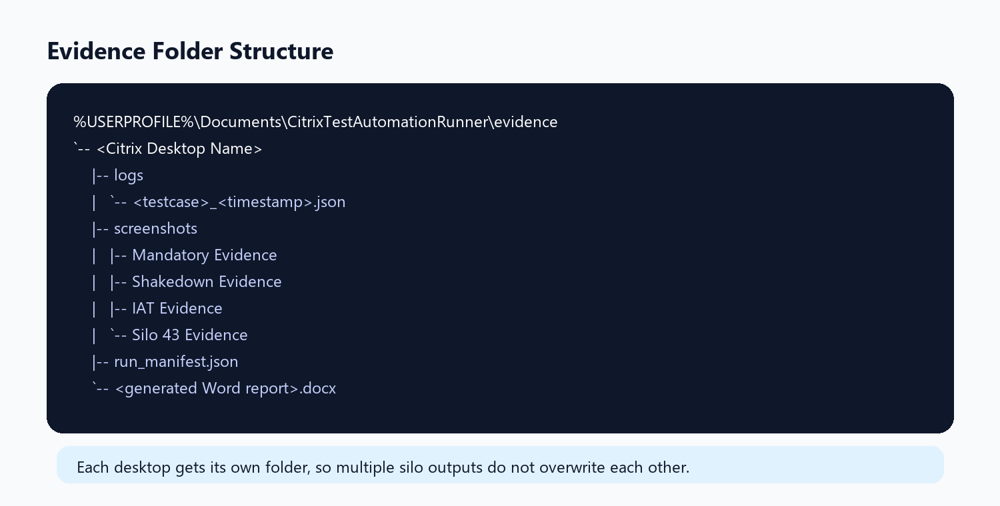 Evidence Folder Structure
%USERPROFILE%\Documents\CitrixTestAutomationRunner\evidence
`-- <Citrix Desktop Name>
|-- logs
|   `-- <testcase>_<timestamp>.json
|-- screenshots
|   |-- Mandatory Evidence
|   |-- Shakedown Evidence
|   |-- IAT Evidence
|   `-- Silo 43 Evidence
|-- run_manifest.json
`-- <generated Word report>.docx
Each desktop gets its own folder, so multiple silo outputs do not overwrite each other.